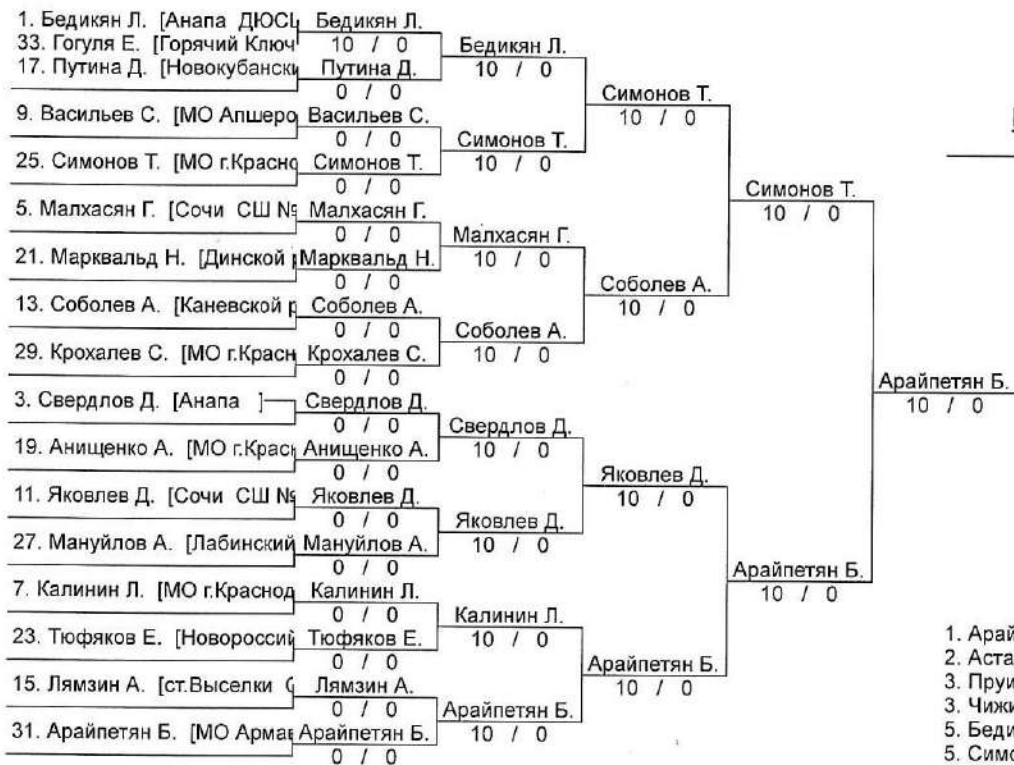 1. Бедикян Л. [Анапа ДЮСШ
33. Гогуля Е. [Горячий Ключ
17. Путина Д. [Новокубански
9. Васильев С. [МО Апшеро
25. Симонов Т. [МО г.Красно
5. Малхасян Г. [Сочи СШ №
21. Марквальд Н. [Динской р
13. Соболев А. [Каневской р
29. Крохалев С. [МО г.Красн
3. Свердлов Д. [Анапа ]
19. Анищенко А. [МО г.Красн
11. Яковлев Д. [Сочи СШ №
27. Мануйлов А. [Лабинский
7. Калинин Л. [МО г.Краснод
23. Тюфяков Е. [Новороссий
15. Лямзин А. [ст.Выселки
31. Арайпетян Б. [МО Армав
Бедикян Л.
10 / 0
Путина Д.
0 / 0
Васильев С.
0 / 0
Симонов Т.
0 / 0
Малхасян Г.
0 / 0
Марквальд Н.
0 / 0
Соболев А.
0 / 0
Крохалев С.
0 / 0
Свердлов Д.
0 / 0
Анищенко А.
0 / 0
Яковлев Д.
0 / 0
Мануйлов А.
0 / 0
Калинин Л.
0 / 0
Тюфяков Е.
0 / 0
Лямзин А.
0 / 0
Арайпетян Б.
0 / 0
Бедикян Л.
10 / 0
Симонов Т.
10 / 0
Малхасян Г.
10 / 0
Соболев А.
10 / 0
Свердлов Д.
10 / 0
Яковлев Д.
10 / 0
Калинин Л.
10 / 0
Арайпетян Б.
10 / 0
Симонов Т.
10 / 0
Соболев А.
10 / 0
Яковлев Д.
10 / 0
Арайпетян Б.
10 / 0
Симонов Т.
10 / 0
Арайпетян Б.
10 / 0
Арайпетян Б.
10 / 0
1. Арай
2. Аста
3. Пруи
3. Чижи
5. Беди
5. Симо